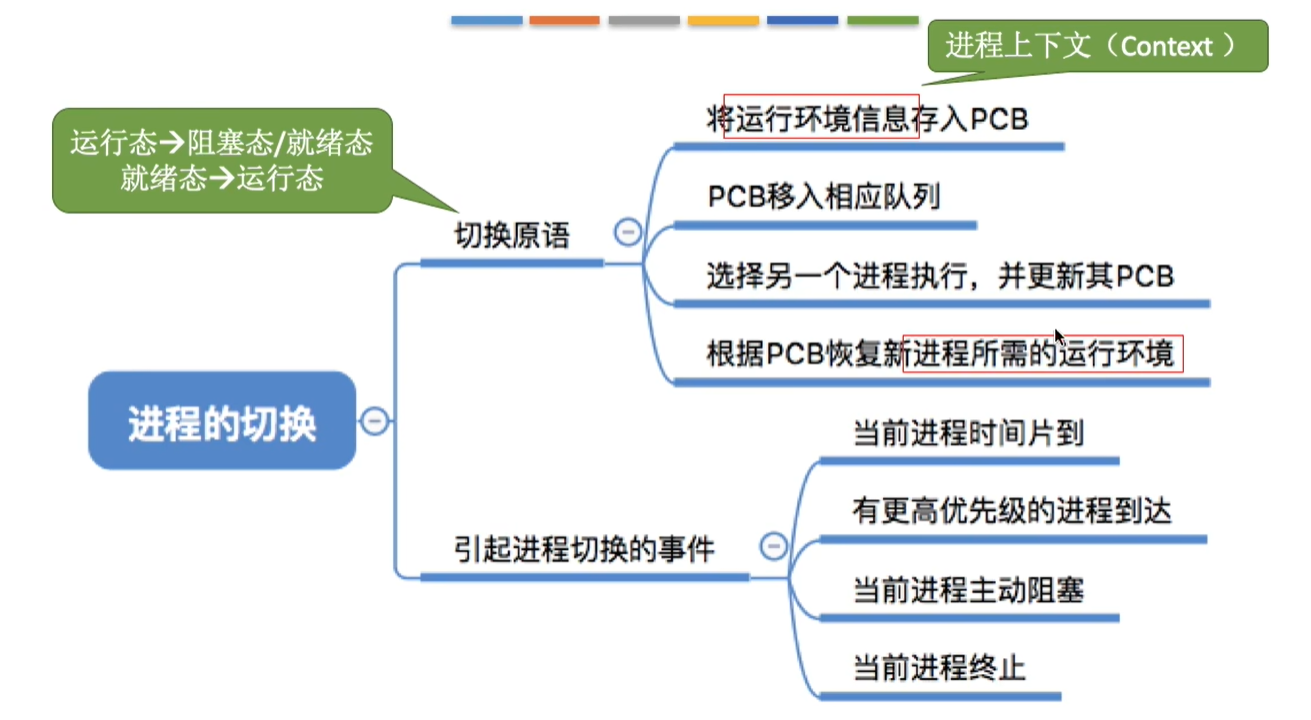 进程上下文（Context ）
运行态→阻塞态/就绪态
就绪态→运行态
将运行环境信息存入PCB
PCB移入相应队列
切换原语
选择另一个进程执行，并更新其PCB
根据PCB恢复新进程所需的运行环境
进程的切换
当前进程时间片到
有更高优先级的进程到达
引起进程切换的事件
当前进程主动阻塞
当前进程终止